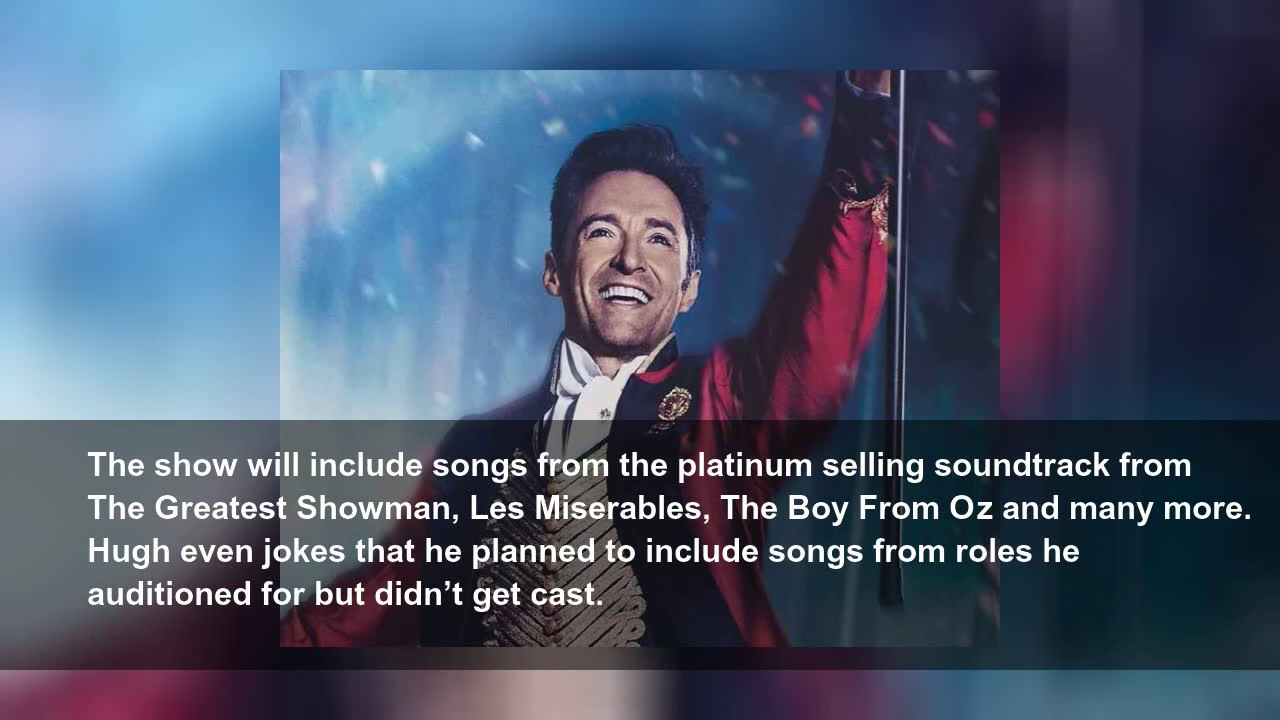 The show will include songs from the platinum selling soundtrack from
The Greatest Showman, Les Miserables, The Boy From Oz and many more.
Hugh even jokes that he planned to include songs from roles he
auditioned for but didn’t get cast.